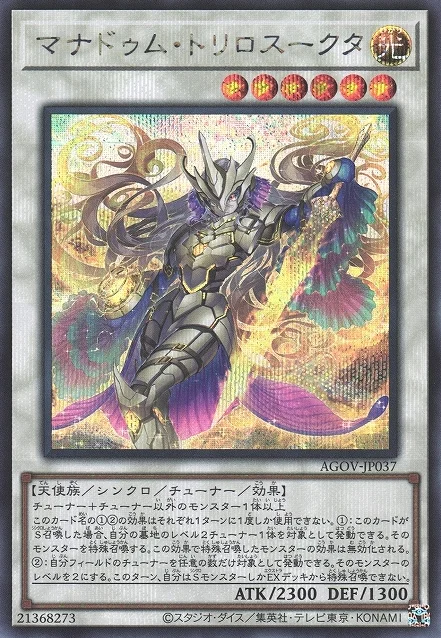 マナドゥム・トリロスークタ
光
AGOV-JP037
【天使族／シンクロ／チューナー／効果】
チューナー＋チューナー以外のモンスター1体以上
このカード名の①②の効果はそれぞれ1ターンに1度しか使用できない。①：このカードが
S召喚した場合、自分の墓地のレベル2チューナー1体を対象として発動できる。その
モンスターを特殊召喚する。この効果で特殊召喚したモンスターの効果は無効化される。
②：自分フィールドのチューナーを任意の数だけ対象として発動できる。そのモンスターの
レベルを2にする。このターン、自分はSモンスターしかEXデッキから特殊召喚できない。
ATK/2300 DEF/1300
21368273 ©スタジオ・ダイス／集英社・テレビ東京・KONAMI